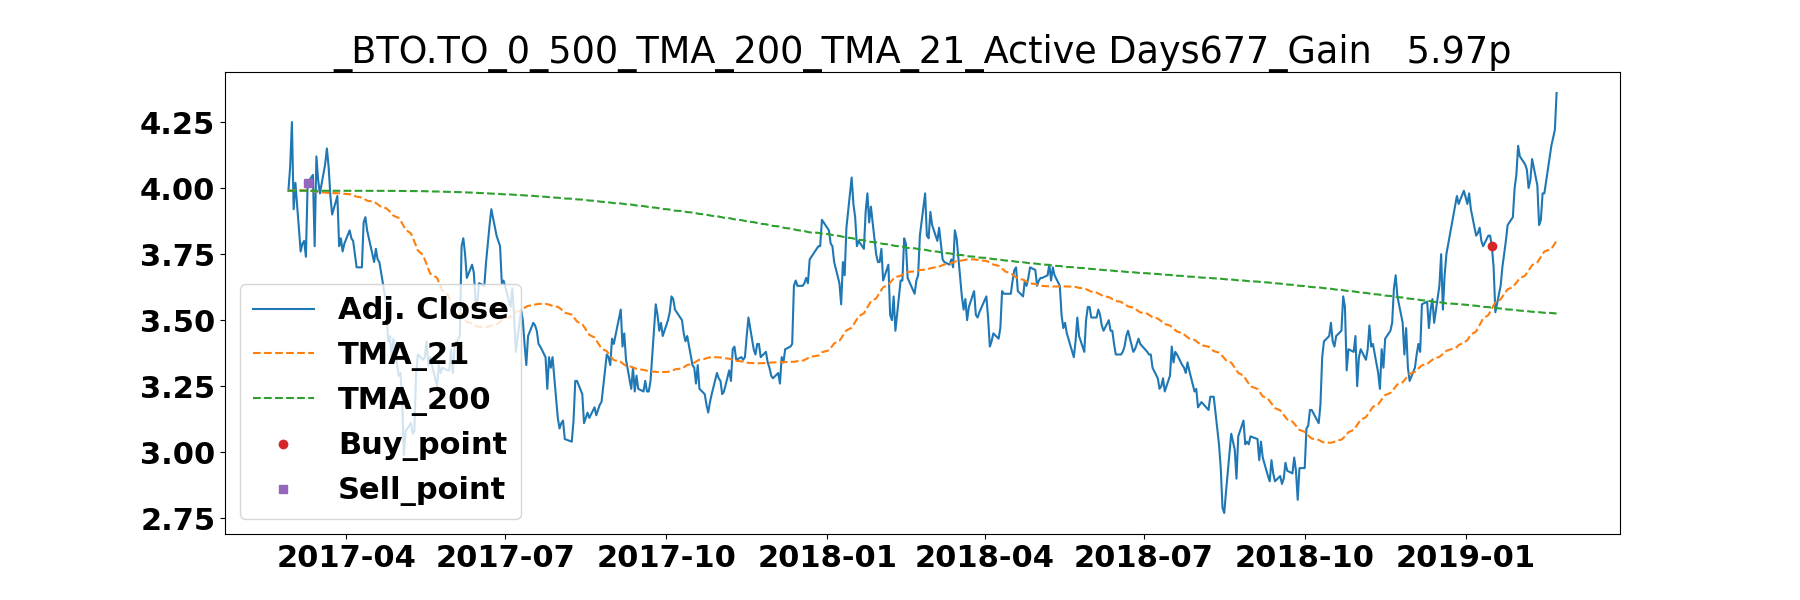 _BTO.TO_0_500_TMA_200_TMA_21_Active Days677_Gain   5.97p
4.25
4.00
3.75
3.50
3.25
3.00
2.75
Adj. Close
TMA_21
TMA_200
Buy_point
Sell_point
2017-04 2017-07 2017-10 2018-01 2018-04 2018-07 2018-10 2019-01